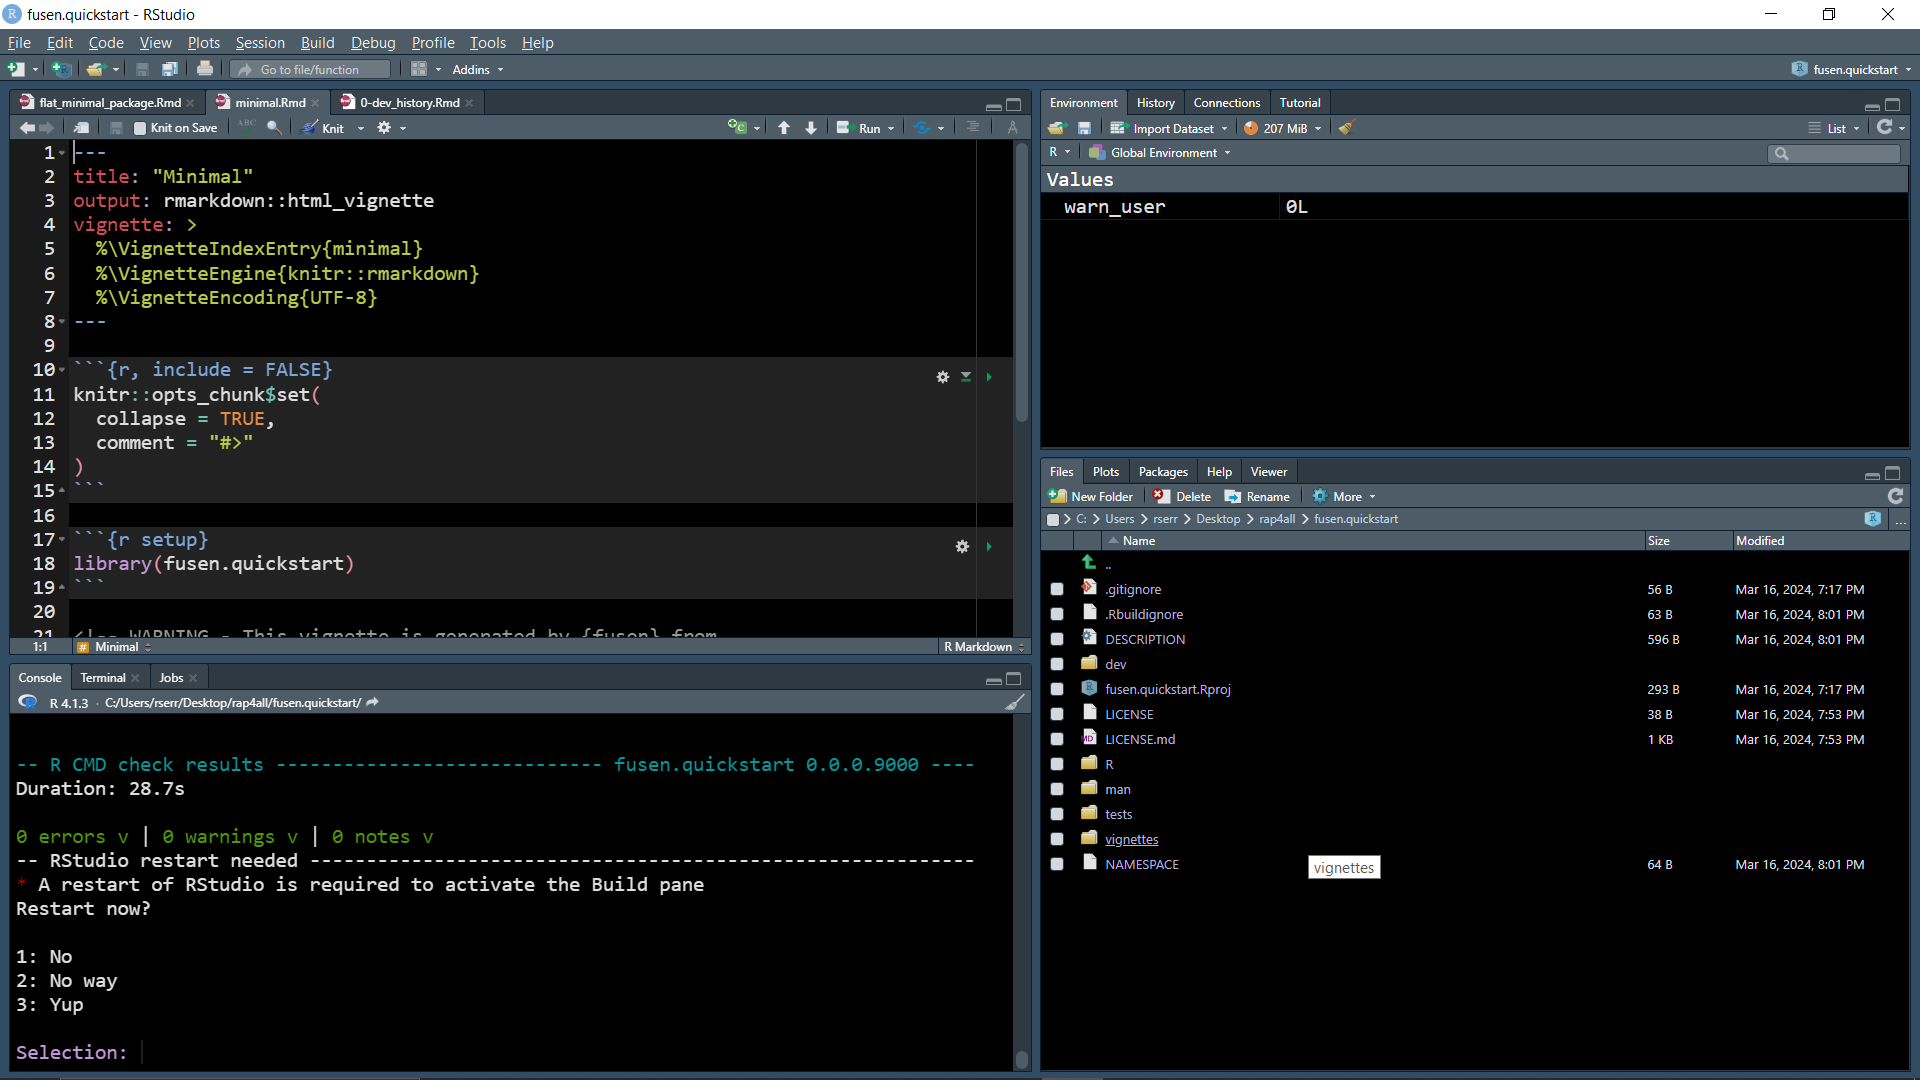 fusen.quickstart - RStudio
File Edit Code View Plots Session Build Debug Profile Tools Help
Go to file/function Addins fusen.quickstart
flat_minimal_package.Rmd minimal.Rmd 0-dev_history.Rmd
Knit on Save ABC Knit Run
1 ---
2 title: "Minimal"
3 output: rmarkdown::html_vignette
4 vignette: >
5 %\VignetteIndexEntry{minimal}
6 %\VignetteEngine{knitr::rmarkdown}
7 %\VignetteEncoding{UTF-8}
8 ---
9
10 ```{r, include = FALSE}
11 knitr::opts_chunk$set(
12 collapse = TRUE,
13 comment = "#>"
14 )
15 ```
16
17 ```{r setup}
18 library(fusen.quickstart)
19 ```
20
21 <!-- WARNING - This vignette is generated by {fusen} from
1:1 # Minimal R Markdown
Console Terminal Jobs
R 4.1.3 · C:/Users/rserr/Desktop/rap4all/fusen.quickstart/
-- R CMD check results ----------------------------- fusen.quickstart 0.0.0.9000 ----
Duration: 28.7s
0 errors v | 0 warnings v | 0 notes v
-- RStudio restart needed -----------------------------------------------------------
* A restart of RStudio is required to activate the Build pane
Restart now?
1: No
2: No way
3: Yup
Selection:
Environment History Connections Tutorial
Import Dataset 207 MiB List
R Global Environment
Values
warn_user 0L
Files Plots Packages Help Viewer
New Folder Delete Rename More
C: > Users > rserr > Desktop > rap4all > fusen.quickstart ...
Name Size Modified
..
.gitignore 56 B Mar 16, 2024, 7:17 PM
.Rbuildignore 63 B Mar 16, 2024, 8:01 PM
DESCRIPTION 596 B Mar 16, 2024, 8:01 PM
dev
fusen.quickstart.Rproj 293 B Mar 16, 2024, 7:17 PM
LICENSE 38 B Mar 16, 2024, 7:53 PM
LICENSE.md 1 KB Mar 16, 2024, 7:53 PM
R
man
tests
vignettes
NAMESPACE 64 B Mar 16, 2024, 8:01 PM
vignettes